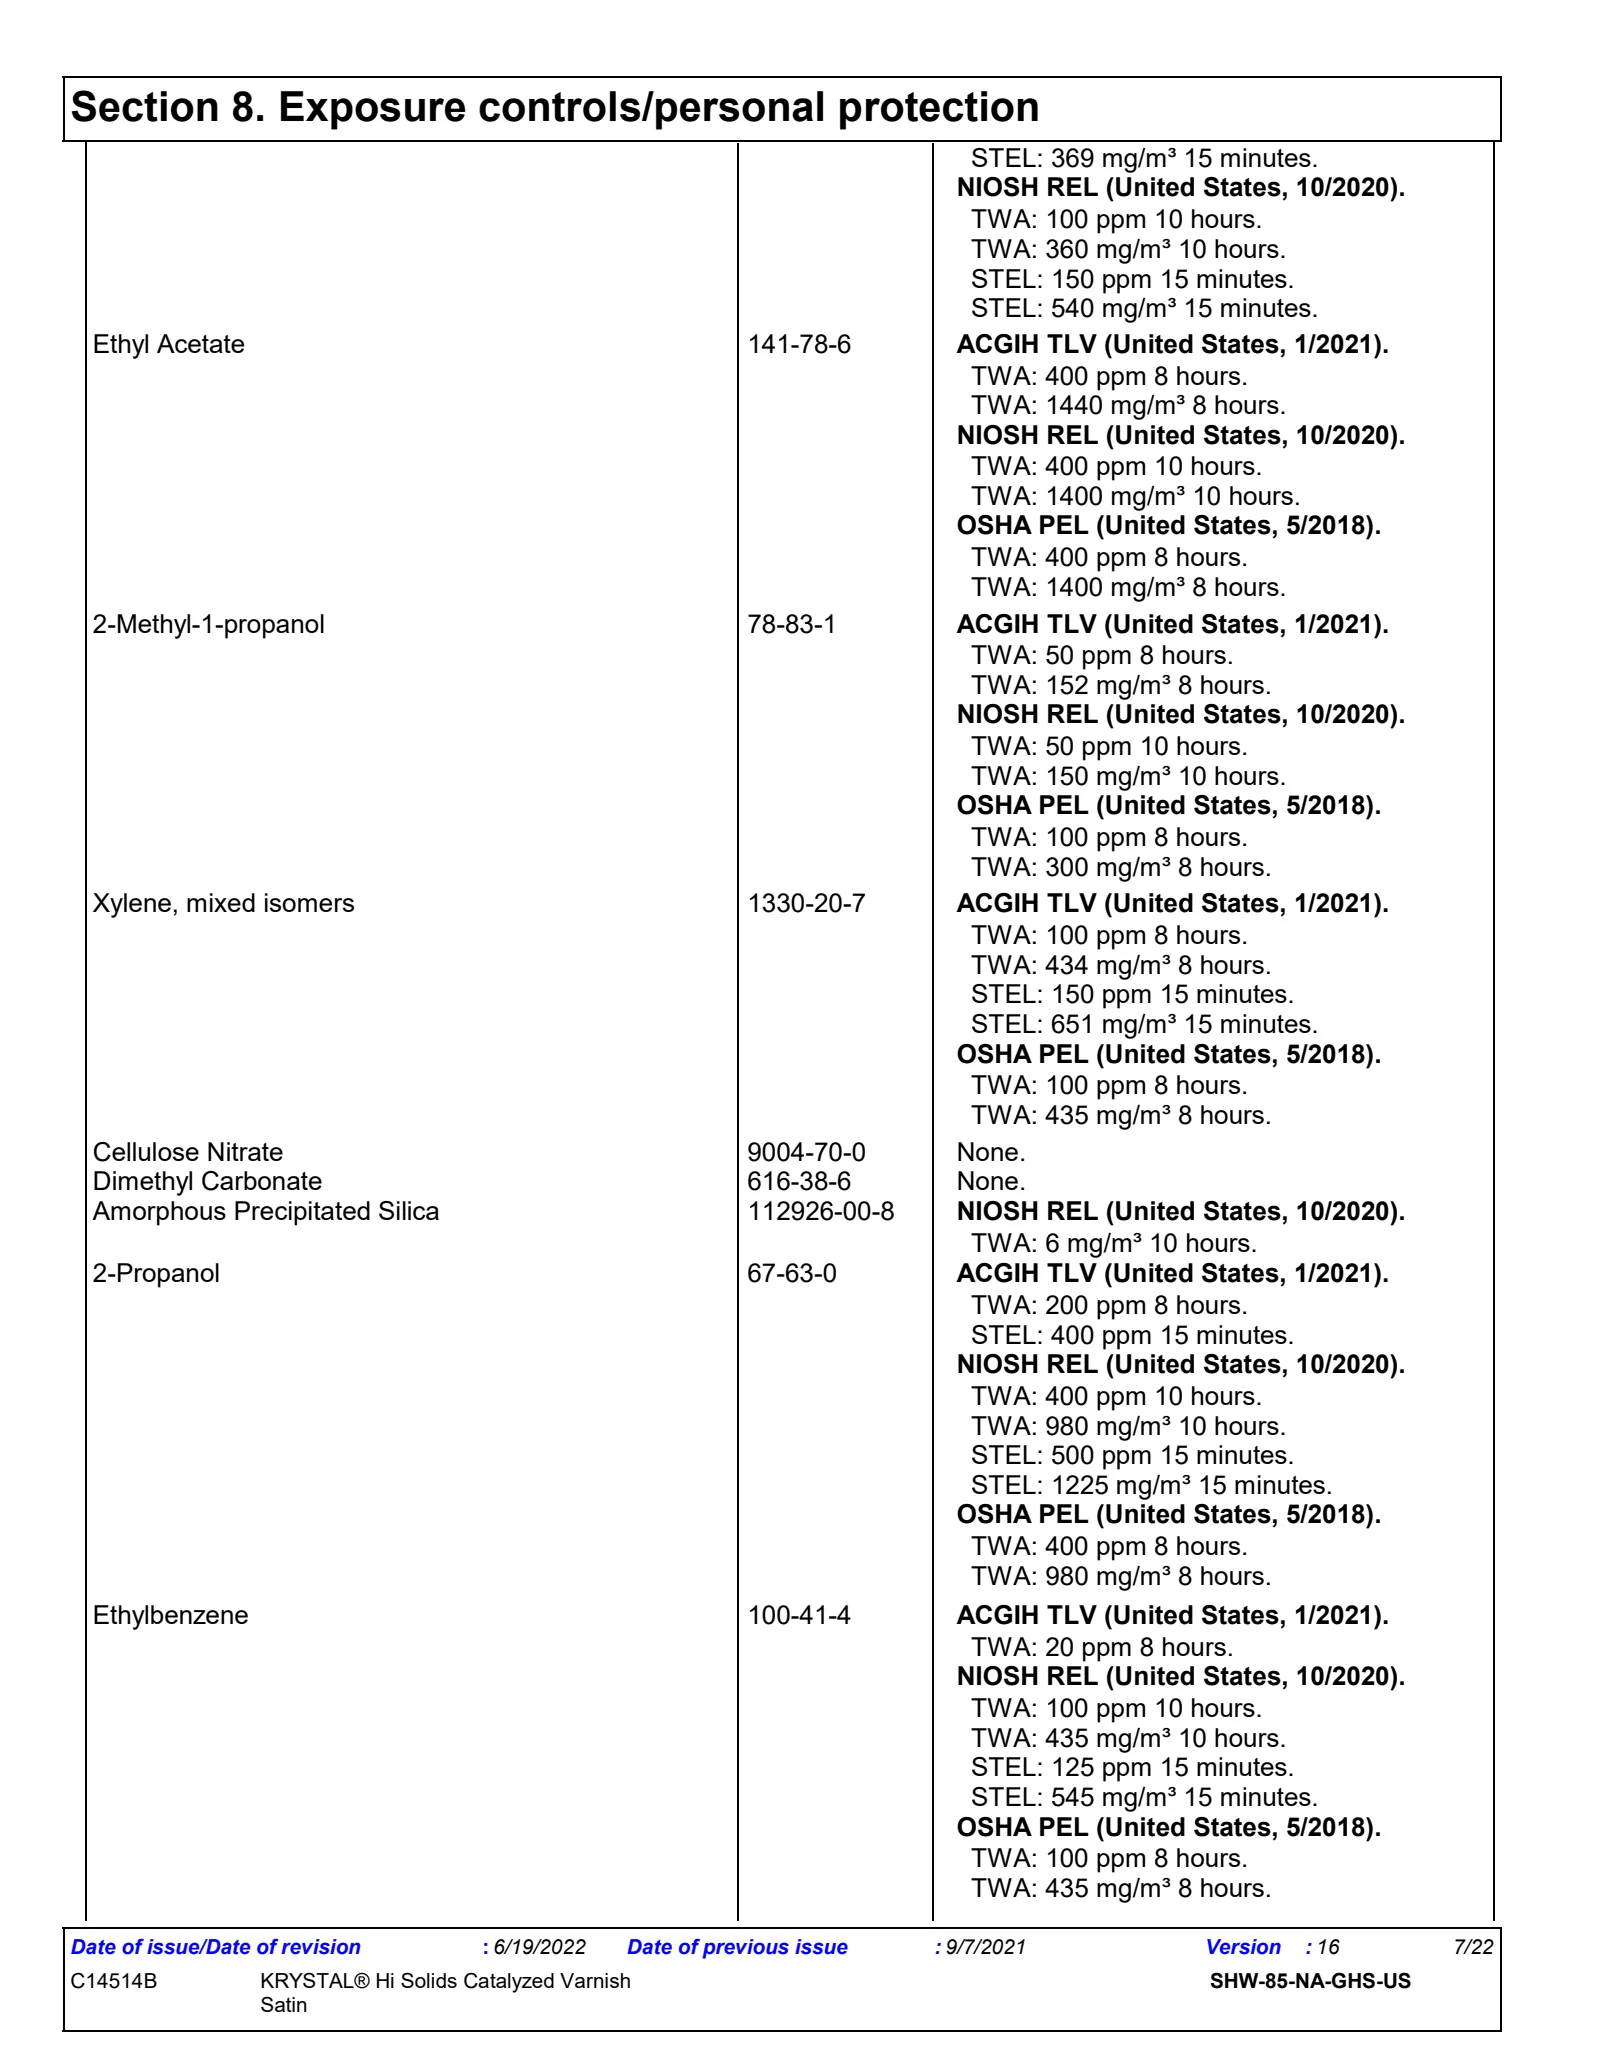 Section 8. Exposure controls/personal protection
STEL: 369 mg/m³ 15 minutes.
NIOSH REL (United States, 10/2020).
TWA: 100 ppm 10 hours.
TWA: 360 mg/m³ 10 hours.
STEL: 150 ppm 15 minutes.
STEL: 540 mg/m³ 15 minutes.
Ethyl Acetate 141-78-6 ACGIH TLV (United States, 1/2021).
TWA: 400 ppm 8 hours.
TWA: 1440 mg/m³ 8 hours.
NIOSH REL (United States, 10/2020).
TWA: 400 ppm 10 hours.
TWA: 1400 mg/m³ 10 hours.
OSHA PEL (United States, 5/2018).
TWA: 400 ppm 8 hours.
TWA: 1400 mg/m³ 8 hours.
2-Methyl-1-propanol 78-83-1 ACGIH TLV (United States, 1/2021).
TWA: 50 ppm 8 hours.
TWA: 152 mg/m³ 8 hours.
NIOSH REL (United States, 10/2020).
TWA: 50 ppm 10 hours.
TWA: 150 mg/m³ 10 hours.
OSHA PEL (United States, 5/2018).
TWA: 100 ppm 8 hours.
TWA: 300 mg/m³ 8 hours.
Xylene, mixed isomers 1330-20-7 ACGIH TLV (United States, 1/2021).
TWA: 100 ppm 8 hours.
TWA: 434 mg/m³ 8 hours.
STEL: 150 ppm 15 minutes.
STEL: 651 mg/m³ 15 minutes.
OSHA PEL (United States, 5/2018).
TWA: 100 ppm 8 hours.
TWA: 435 mg/m³ 8 hours.
Cellulose Nitrate 9004-70-0 None.
Dimethyl Carbonate 616-38-6 None.
Amorphous Precipitated Silica 112926-00-8 NIOSH REL (United States, 10/2020).
TWA: 6 mg/m³ 10 hours.
2-Propanol 67-63-0 ACGIH TLV (United States, 1/2021).
TWA: 200 ppm 8 hours.
STEL: 400 ppm 15 minutes.
NIOSH REL (United States, 10/2020).
TWA: 400 ppm 10 hours.
TWA: 980 mg/m³ 10 hours.
STEL: 500 ppm 15 minutes.
STEL: 1225 mg/m³ 15 minutes.
OSHA PEL (United States, 5/2018).
TWA: 400 ppm 8 hours.
TWA: 980 mg/m³ 8 hours.
Ethylbenzene 100-41-4 ACGIH TLV (United States, 1/2021).
TWA: 20 ppm 8 hours.
NIOSH REL (United States, 10/2020).
TWA: 100 ppm 10 hours.
TWA: 435 mg/m³ 10 hours.
STEL: 125 ppm 15 minutes.
STEL: 545 mg/m³ 15 minutes.
OSHA PEL (United States, 5/2018).
TWA: 100 ppm 8 hours.
TWA: 435 mg/m³ 8 hours.
Date of issue/Date of revision : 6/19/2022 Date of previous issue : 9/7/2021 Version : 16 7/22
C14514B KRYSTAL® Hi Solids Catalyzed Varnish SHW-85-NA-GHS-US
Satin